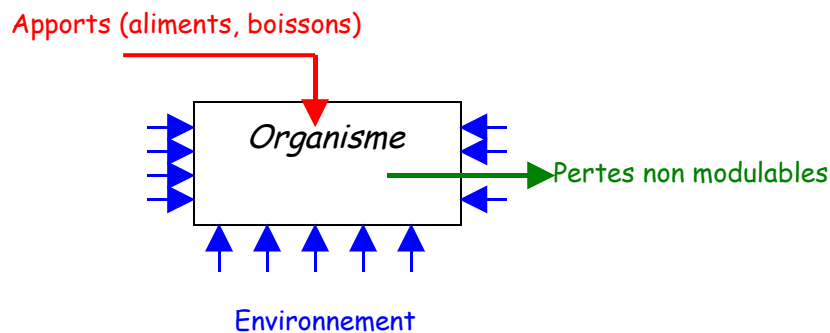 Apports (aliments, boissons)
Organisme
Pertes non modulables
Environnement